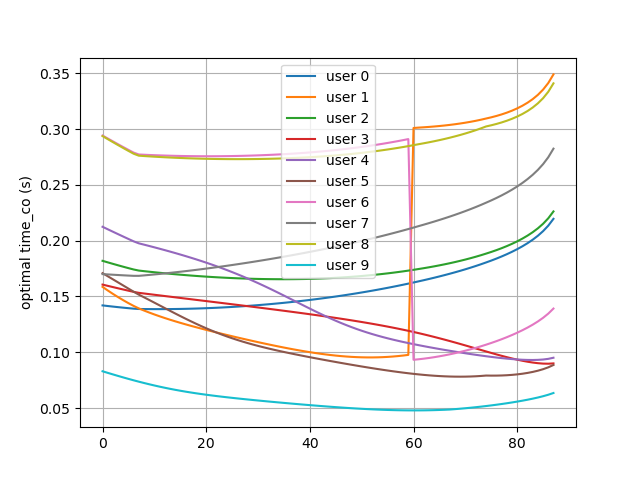 optimal time_co (s)
0.35
0.30
0.25
0.20
0.15
0.10
0.05
0 20 40 60 80
user 0
user 1
user 2
user 3
user 4
user 5
user 6
user 7
user 8
user 9